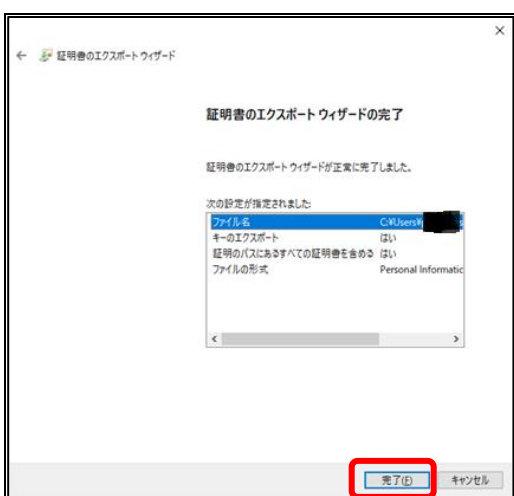 証明書のエクスポート ウィザード
証明書のエクスポート ウィザードの完了
証明書のエクスポート ウィザードが正常に完了しました。
次の設定が指定されました:
ファイル名 C:¥Users¥
キーのエクスポート はい
証明のパスにあるすべての証明書を含める はい
ファイルの形式 Personal Informatic
完了(F) キャンセル